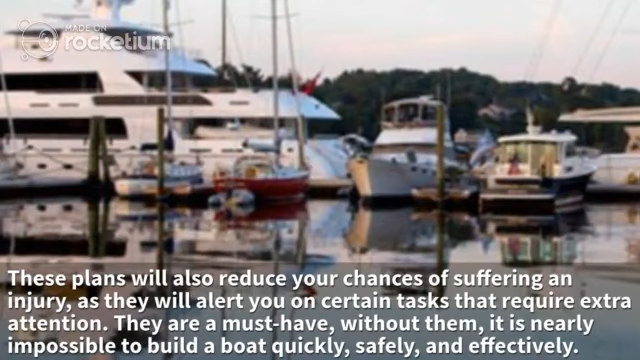 MADE ON
rocketium
These plans will also reduce your chances of suffering an
injury, as they will alert you on certain tasks that require extra
attention. They are a must-have, without them, it is nearly
impossible to build a boat quickly, safely, and effectively.